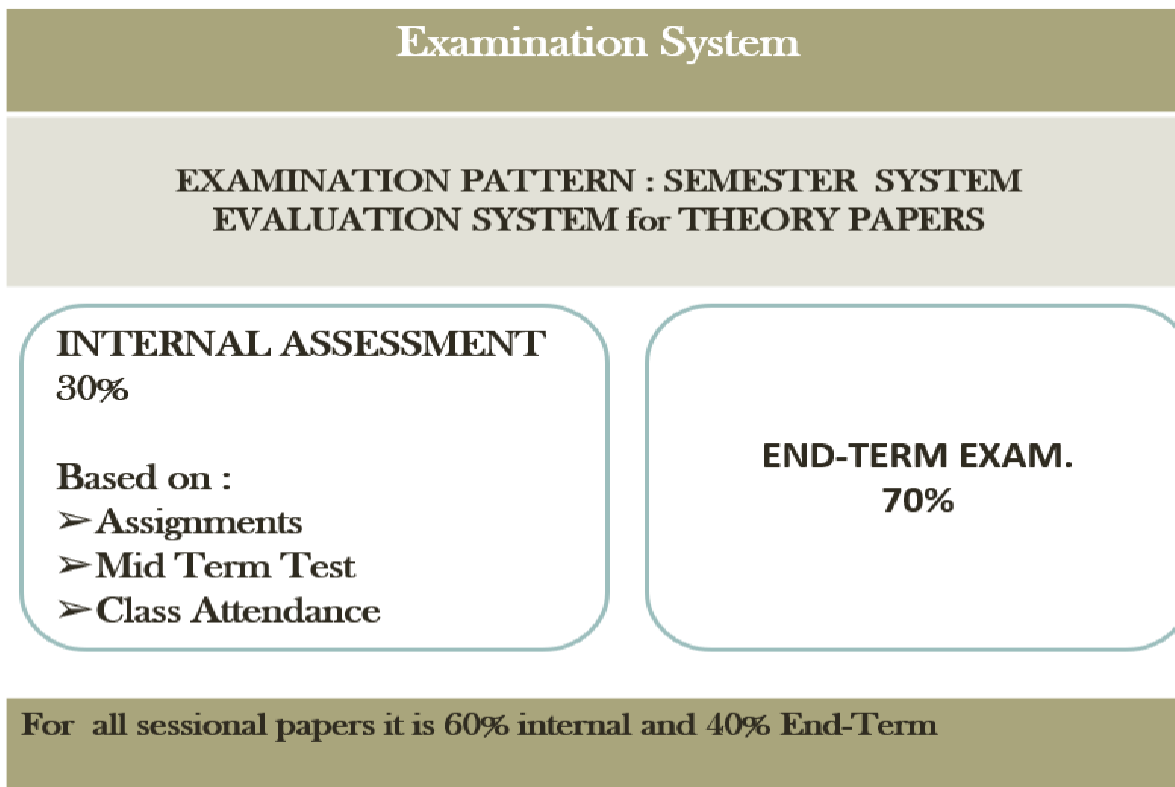 Examination System
EXAMINATION PATTERN : SEMESTER SYSTEM
EVALUATION SYSTEM for THEORY PAPERS
INTERNAL ASSESSMENT
30%
Based on :
➢Assignments
➢Mid Term Test
➢Class Attendance
END-TERM EXAM.
70%
For all sessional papers it is 60% internal and 40% End-Term